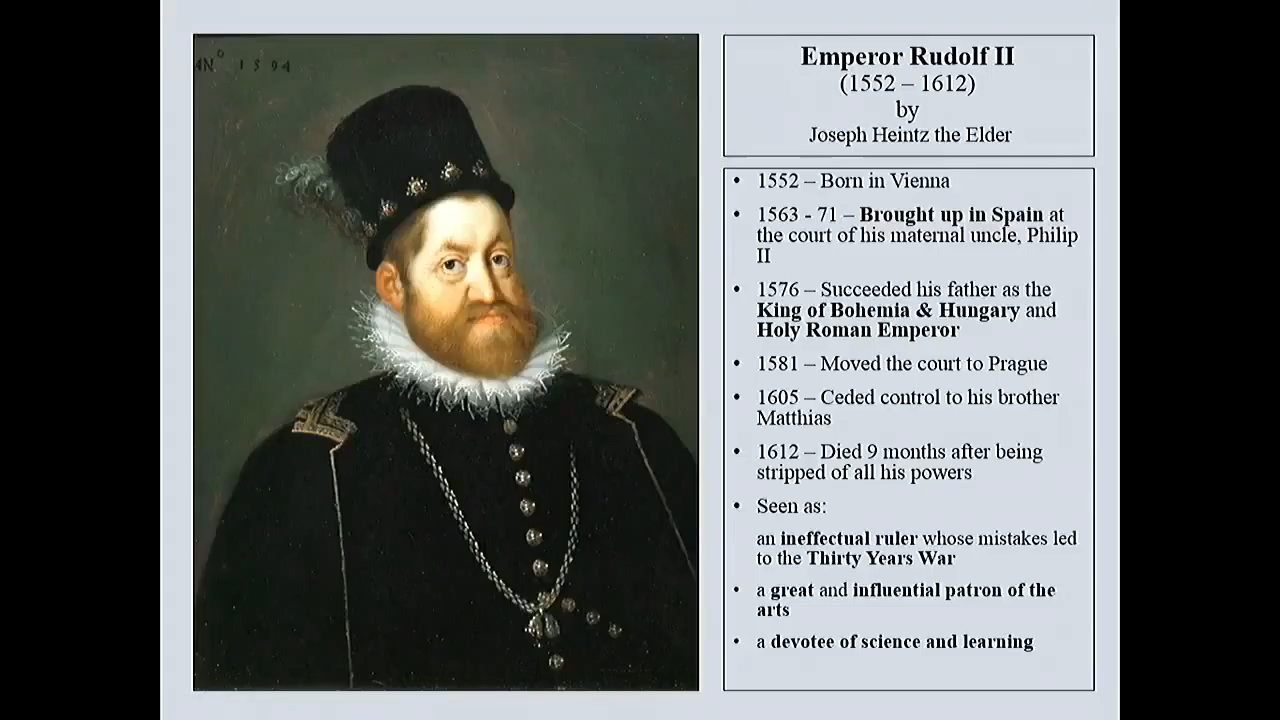 ANº 1594
Emperor Rudolf II
(1552 – 1612)
by
Joseph Heintz the Elder
• 1552 – Born in Vienna
• 1563 - 71 – Brought up in Spain at
the court of his maternal uncle, Philip
II
• 1576 – Succeeded his father as the
King of Bohemia & Hungary and
Holy Roman Emperor
• 1581 – Moved the court to Prague
• 1605 – Ceded control to his brother
Matthias
• 1612 – Died 9 months after being
stripped of all his powers
• Seen as:
an ineffectual ruler whose mistakes led
to the Thirty Years War
• a great and influential patron of the
arts
• a devotee of science and learning